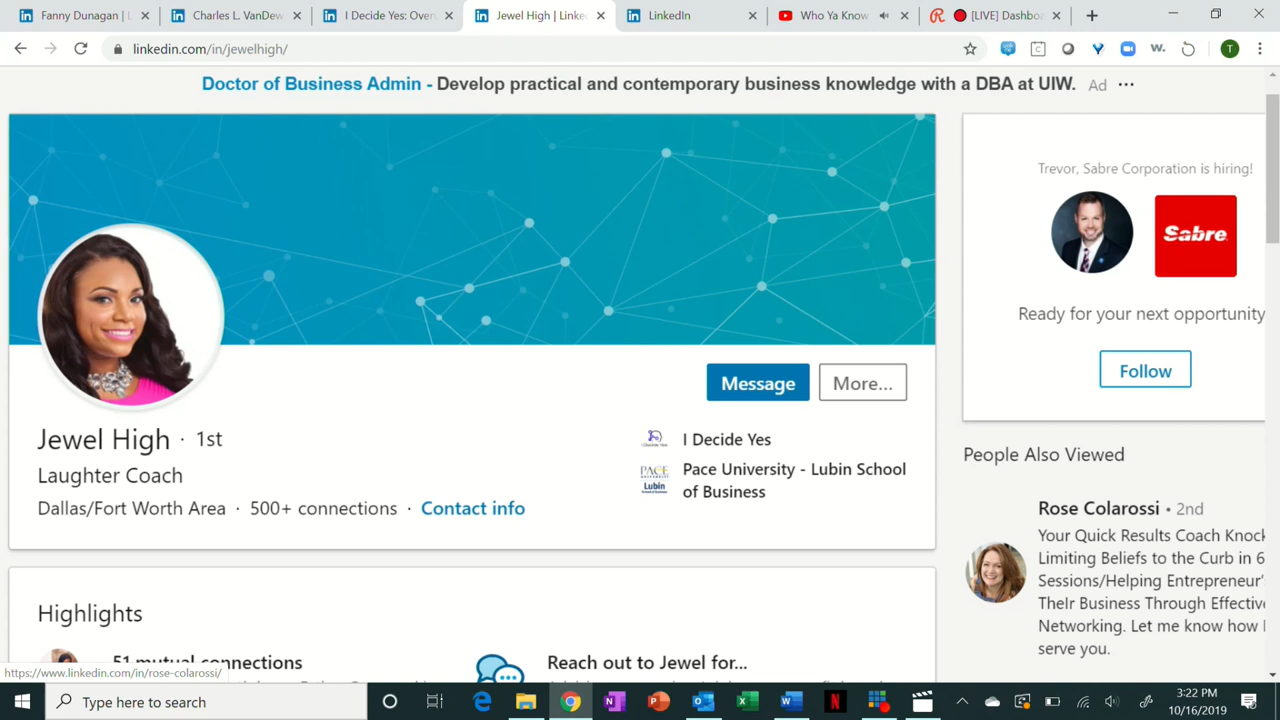 Fanny Dunagan | L
Charles L. VanDew
I Decide Yes: Over
Jewel High | Linke
LinkedIn
Who Ya Know
[LIVE] Dashboa
linkedin.com/in/jewelhigh/
T
Doctor of Business Admin - Develop practical and contemporary business knowledge with a DBA at UIW. Ad
Trevor, Sabre Corporation is hiring!
Sabre
Ready for your next opportunity
Follow
Message
More...
Jewel High · 1st
Laughter Coach
Dallas/Fort Worth Area · 500+ connections · Contact info
I Decide Yes
PACE
Lubin
Pace University - Lubin School
of Business
People Also Viewed
Rose Colarossi • 2nd
Your Quick Results Coach Knock
Limiting Beliefs to the Curb in 6
Sessions/Helping Entrepreneur'
TheIr Business Through Effective
Networking. Let me know how I
serve you.
Highlights
51 mutual connections
Reach out to Jewel for...
https://www.linkedin.com/in/rose-colarossi/
Type here to search
3:22 PM
10/16/2019